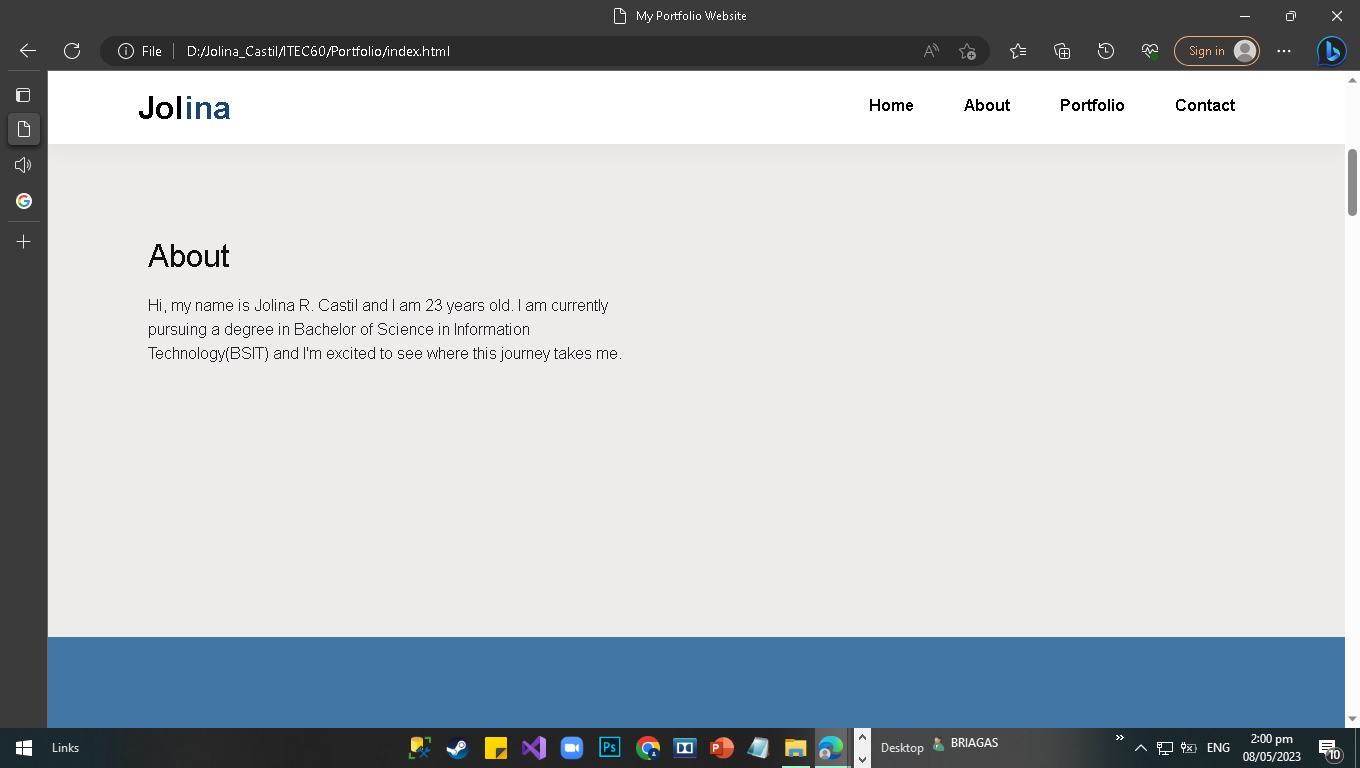 My Portfolio Website
File
D:/Jolina_Castil/ITEC60/Portfolio/index.html
Sign in
Jolina
Home About Portfolio Contact
About
Hi, my name is Jolina R. Castil and I am 23 years old. I am currently
pursuing a degree in Bachelor of Science in Information
Technology(BSIT) and I'm excited to see where this journey takes me.
Links
Ps
Desktop
BRIAGAS
ENG
2:00 pm
08/05/2023
10